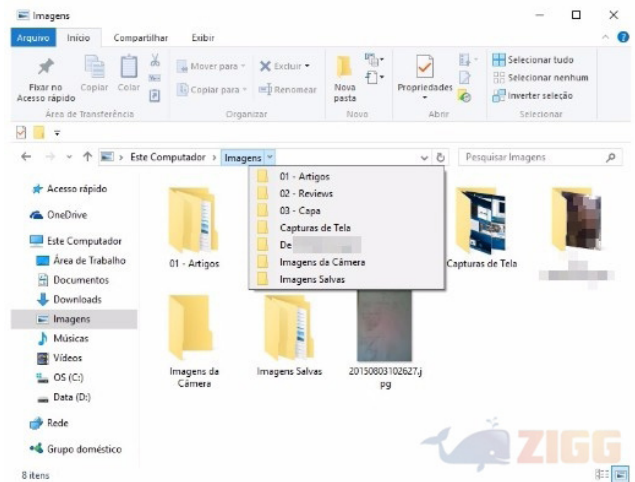 Imagens
Arquivo Início Compartilhar Exibir
Fixar no Acesso rápido
Copiar
Colar
Mover para
Copiar para
Excluir
Renomear
Nova pasta
Propriedades
Selecionar tudo
Selecionar nenhum
Inverter seleção
Área de Transferência Organizar Novo Abrir Selecionar
Este Computador > Imagens
Pesquisar Imagens
01 - Artigos
02 - Reviews
03 - Capa
Capturas de Tela
De
Imagens da Câmera
Imagens Salvas
Acesso rápido
OneDrive
Este Computador
Área de Trabalho
Documentos
Downloads
Imagens
Músicas
Vídeos
OS (C:)
Data (D:)
Rede
Grupo doméstico
01 - Artigos
Capturas de Tela
Imagens da
Câmera
Imagens Salvas
20150803102627.j
pg
8 itens
ZIGG